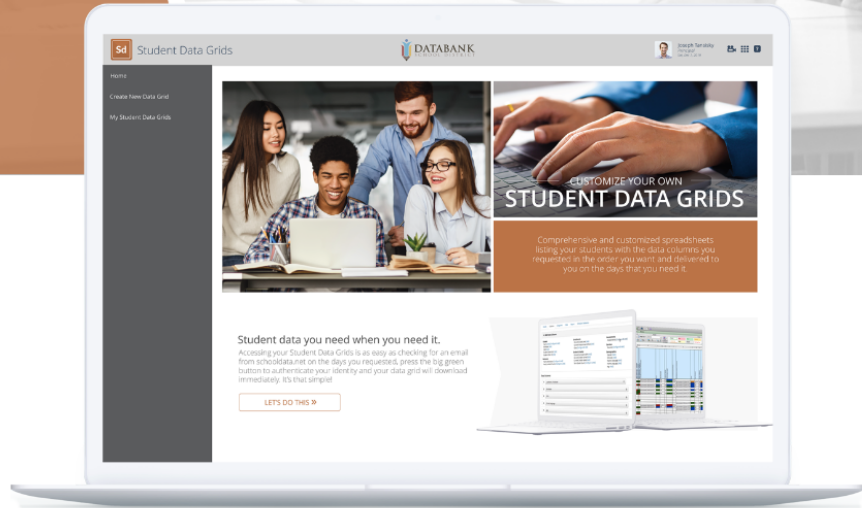 Sd Student Data Grids
DATABANK
SCHOOL DISTRICT
Principal
Home
Create New Data Grid
My Student Data Grids
CUSTOMIZE YOUR OWN
STUDENT DATA GRIDS
Comprehensive and customized spreadsheets
listing your students with the data columns you
requested in the order you want and delivered to
you on the days that you need it.
Student data you need when you need it.
Accessing your Student Data Grids is as easy as checking for an email
from schooldata.net on the days you requested, press the big green
button to authenticate your identity and your data grid will download
immediately. It's that simple!
LET'S DO THIS »